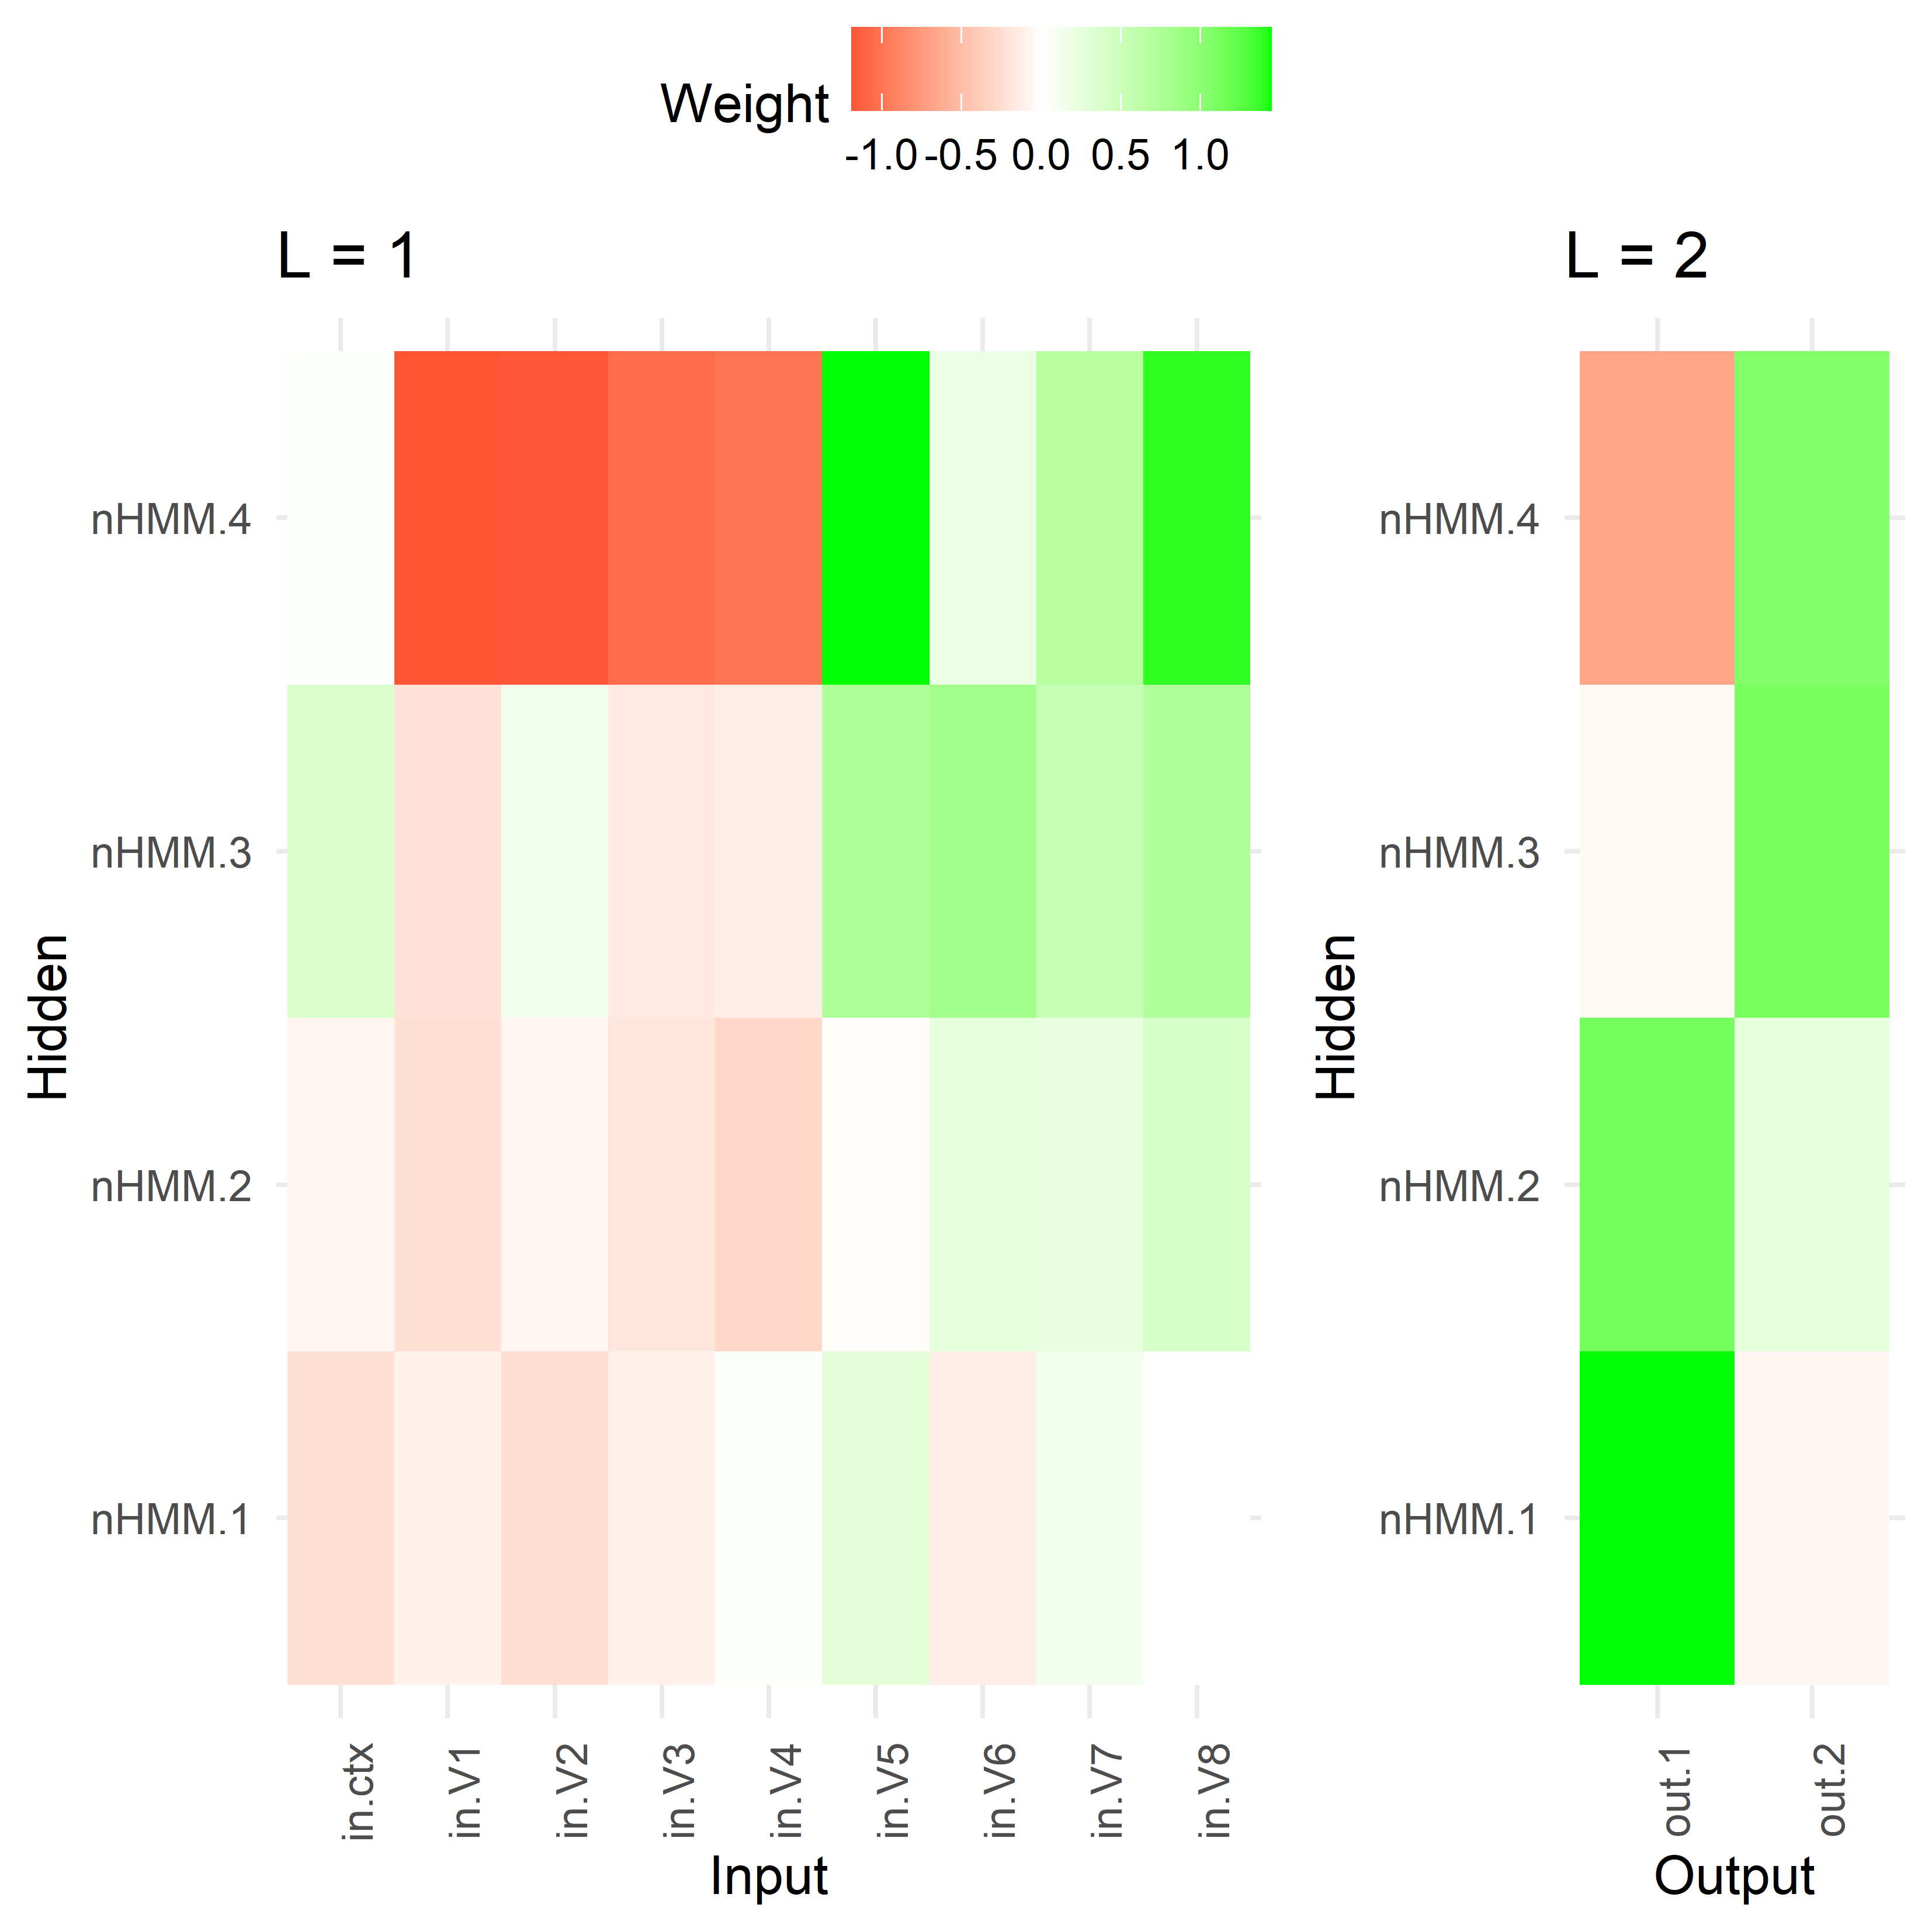 Weight
-1.0 -0.5 0.0 0.5 1.0
L = 1
L = 2
Hidden
nHMM.4
nHMM.3
nHMM.2
nHMM.1
in.ctx in.V1 in.V2 in.V3 in.V4 in.V5 in.V6 in.V7 in.V8
Input
Hidden
nHMM.4
nHMM.3
nHMM.2
nHMM.1
out.1 out.2
Output